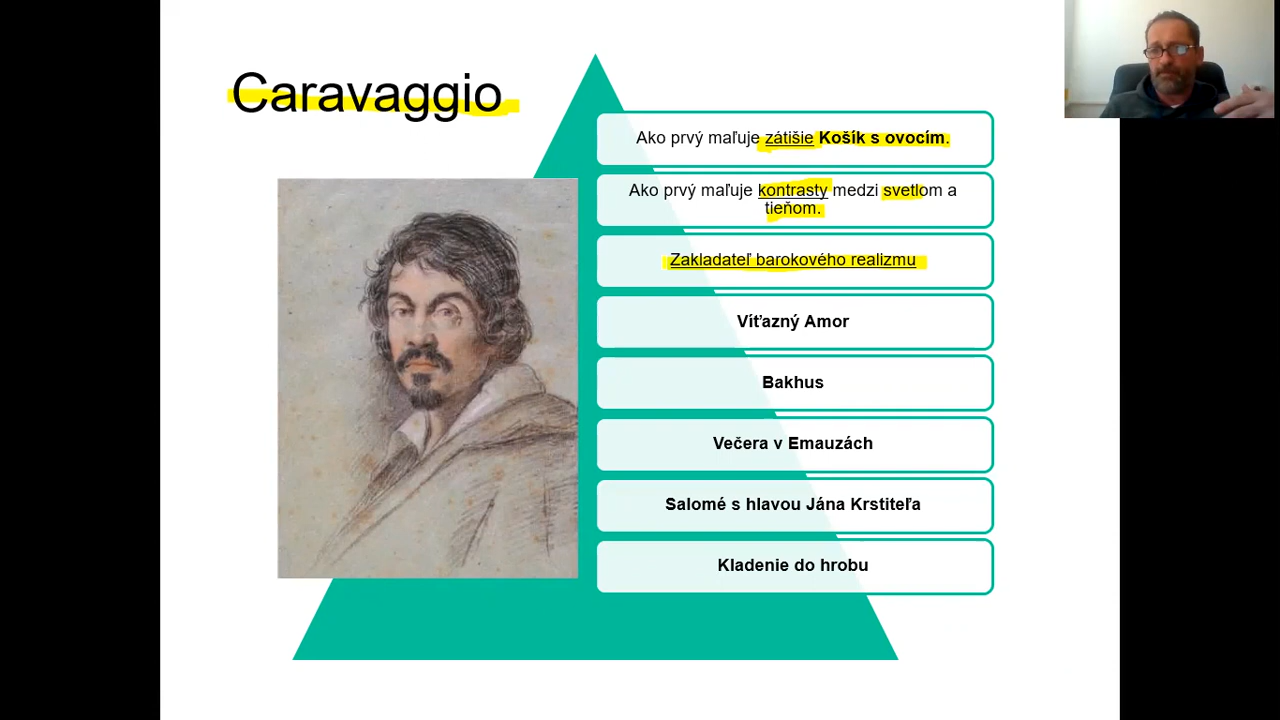 Caravaggio
Ako prvý maľuje zátišie Košík s ovocím.
Ako prvý maľuje kontrasty medzi svetlom a
tieňom.
Zakladateľ barokového realizmu
Víťazný Amor
Bakhus
Večera v Emauzách
Salomé s hlavou Jána Krstiteľa
Kladenie do hrobu